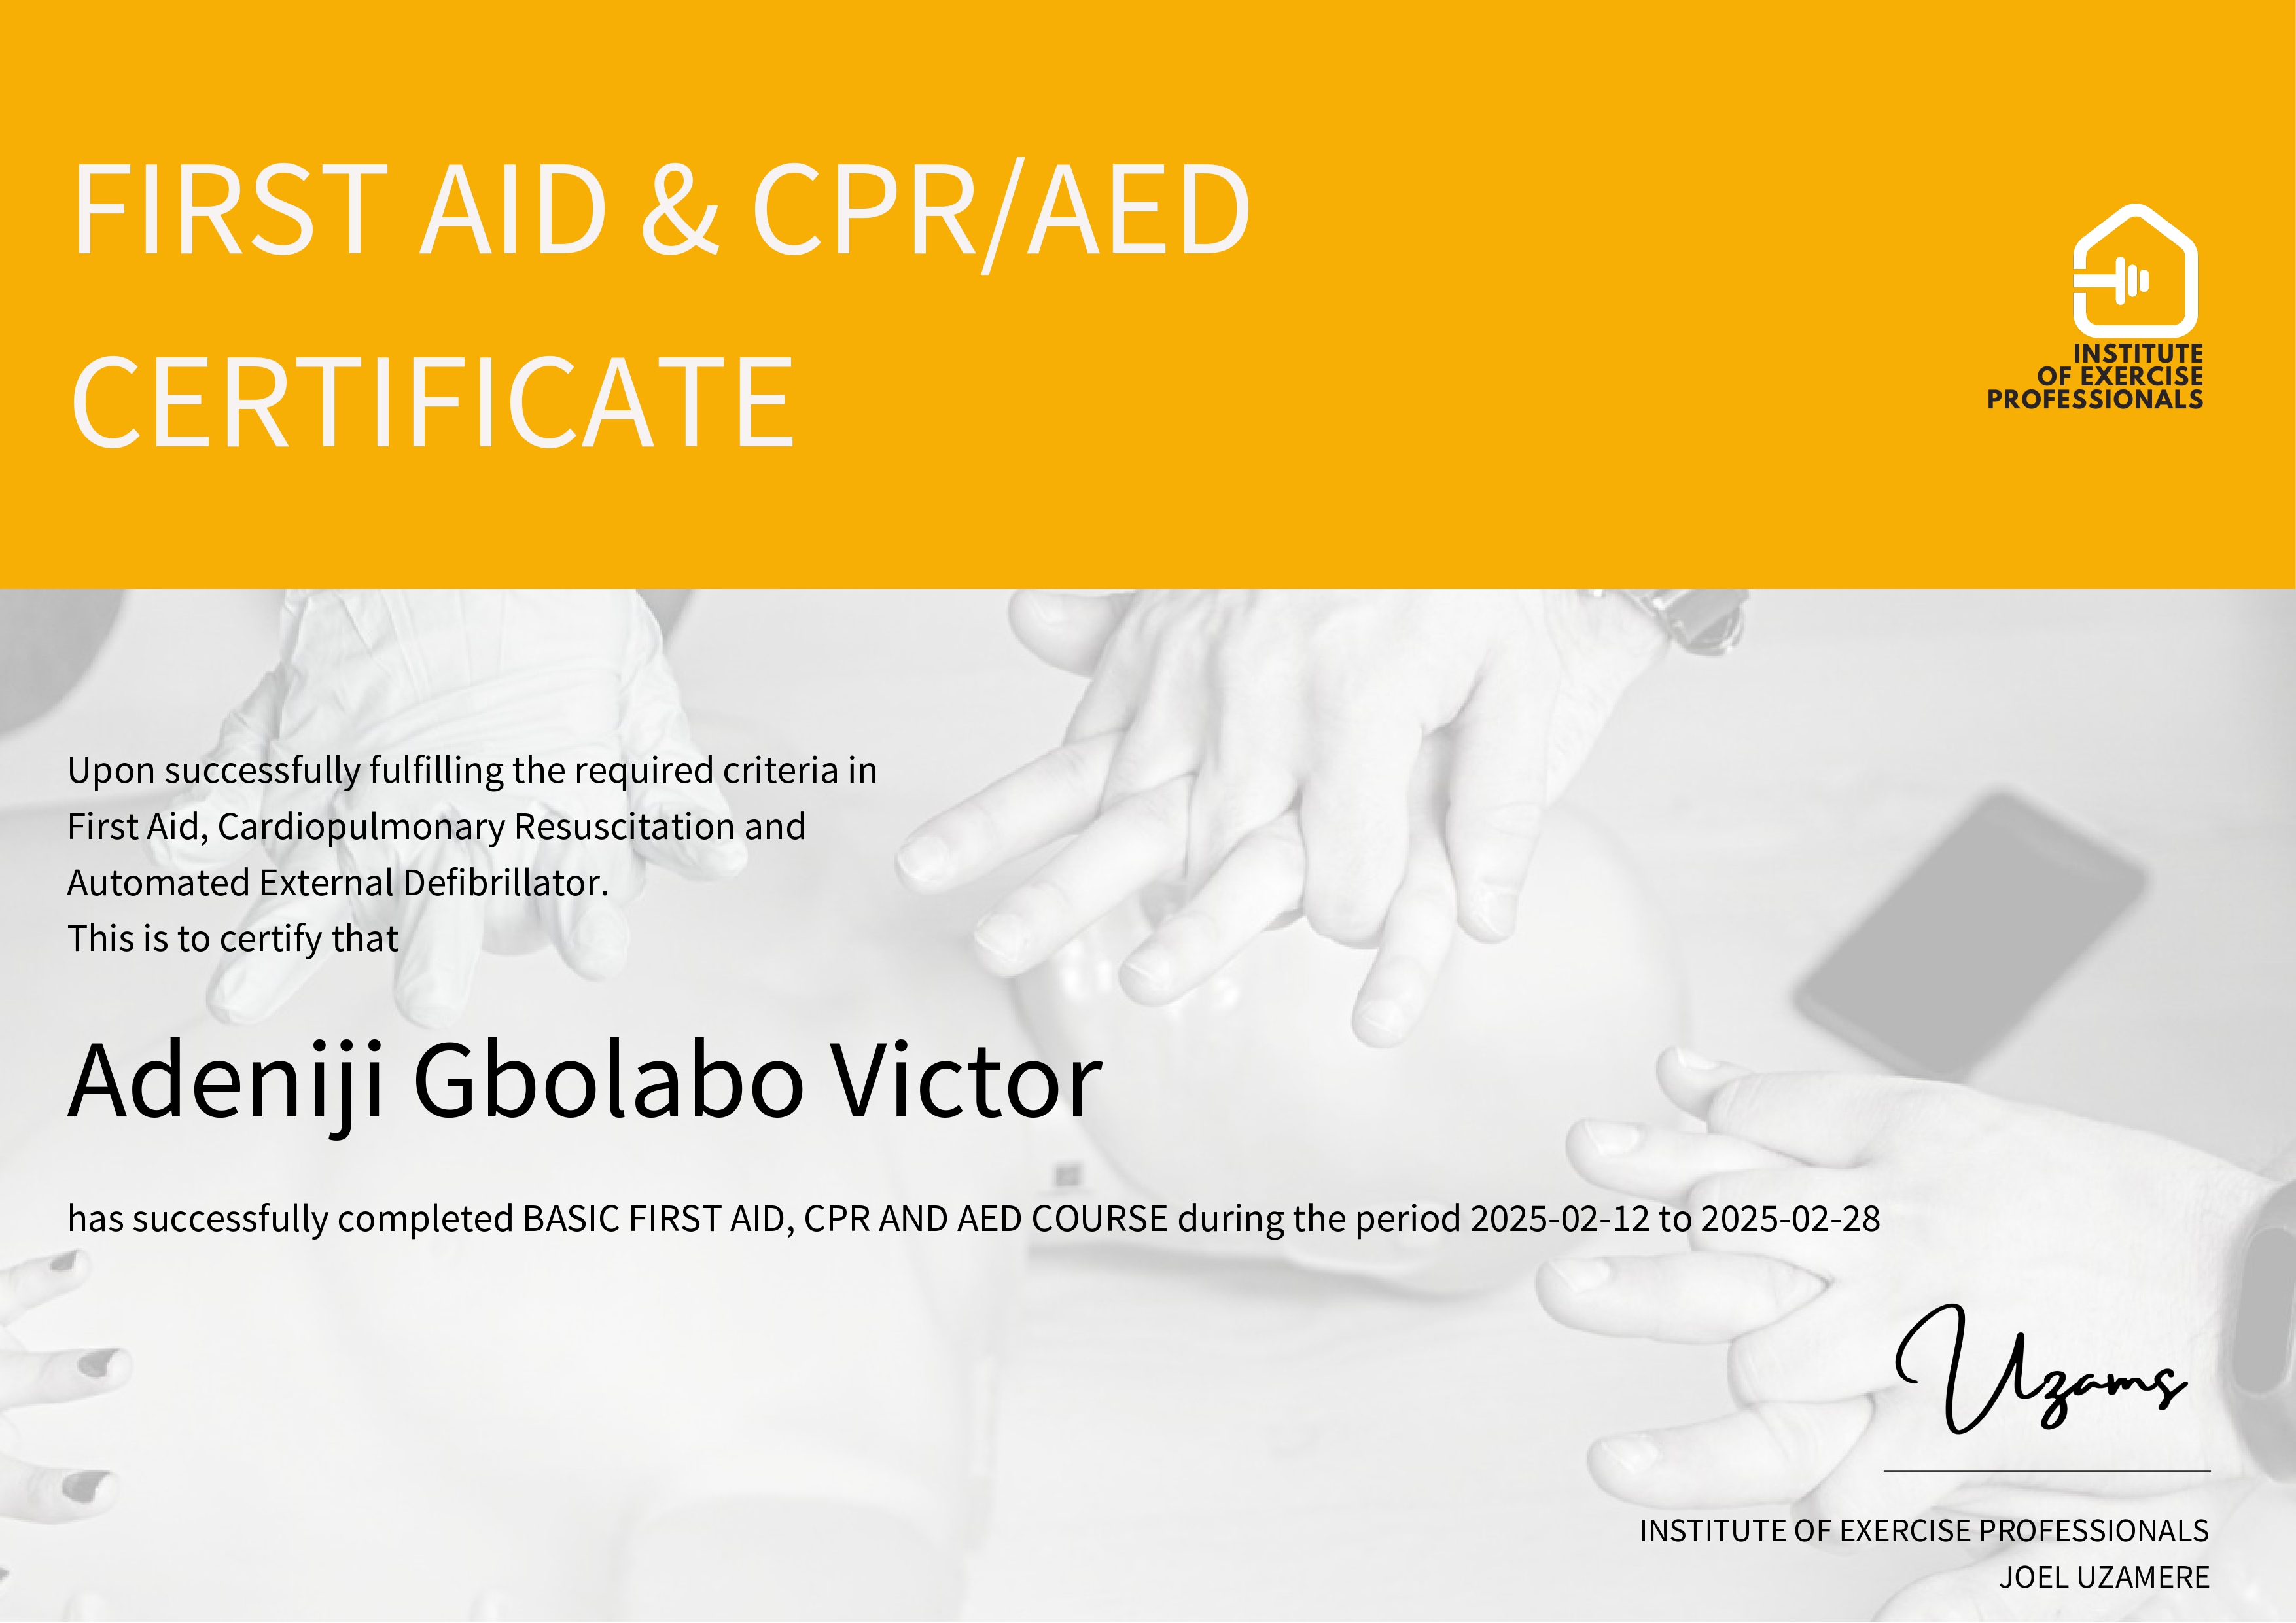 FIRST AID & CPR/AED
CERTIFICATE
INSTITUTE
OF EXERCISE
PROFESSIONALS
Upon successfully fulfilling the required criteria in
First Aid, Cardiopulmonary Resuscitation and
Automated External Defibrillator.
This is to certify that
Adeniji Gbolabo Victor
has successfully completed BASIC FIRST AID, CPR AND AED COURSE during the period 2025-02-12 to 2025-02-28
Uzams
INSTITUTE OF EXERCISE PROFESSIONALS
JOEL UZAMERE